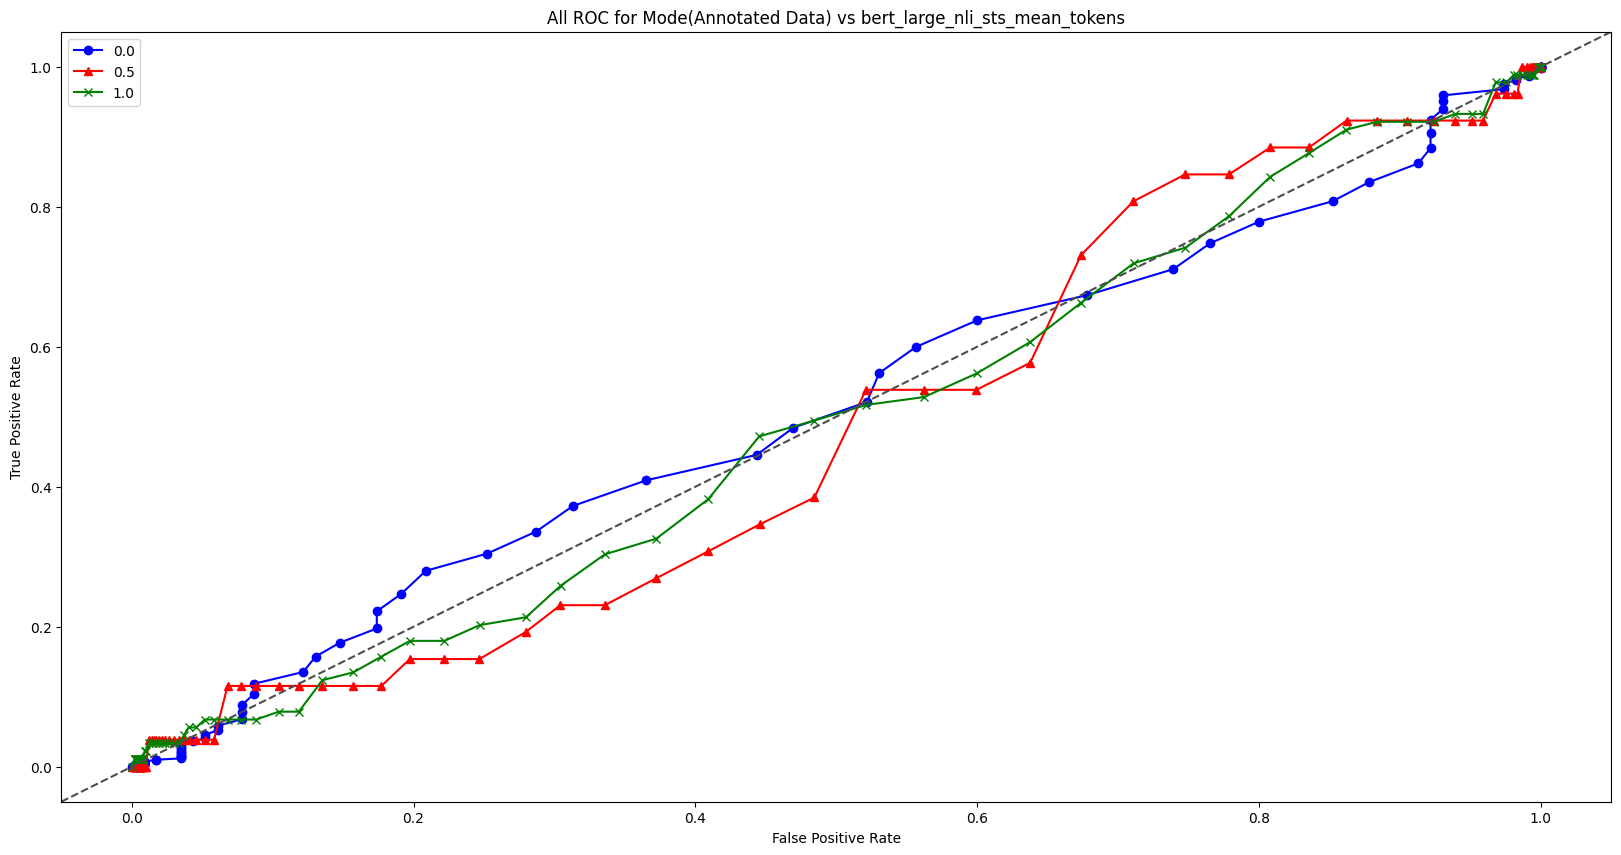 All ROC for Mode(Annotated Data) vs bert_large_nli_sts_mean_tokens
0.0
0.5
1.0
1.0
0.8
0.6
0.4
0.2
0.0
True Positive Rate
0.0 0.2 0.4 0.6 0.8 1.0
False Positive Rate